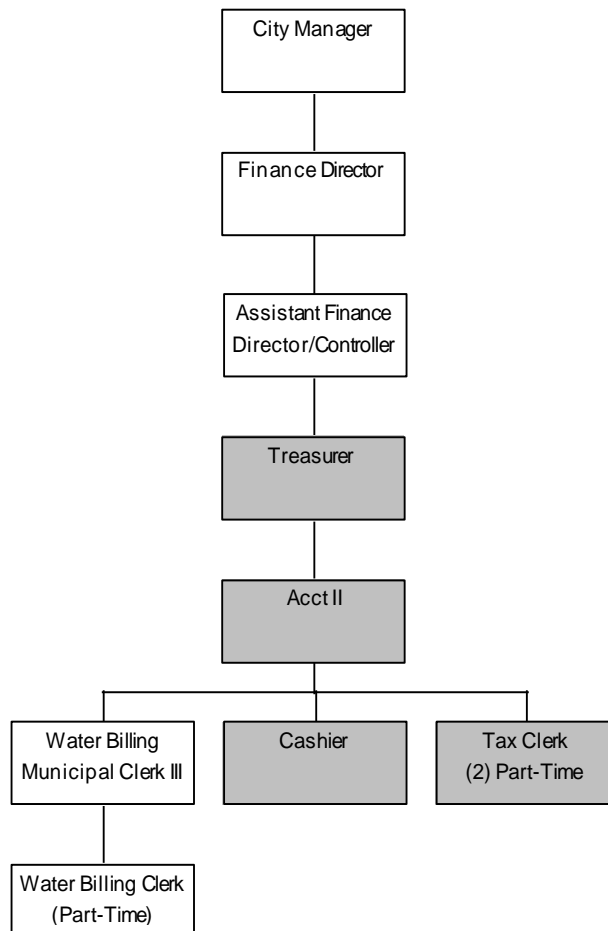 City Manager
Finance Director
Assistant Finance
Director/Controller
Treasurer
Acct II
Water Billing
Municipal Clerk III
Cashier
Tax Clerk
(2) Part-Time
Water Billing Clerk
(Part-Time)